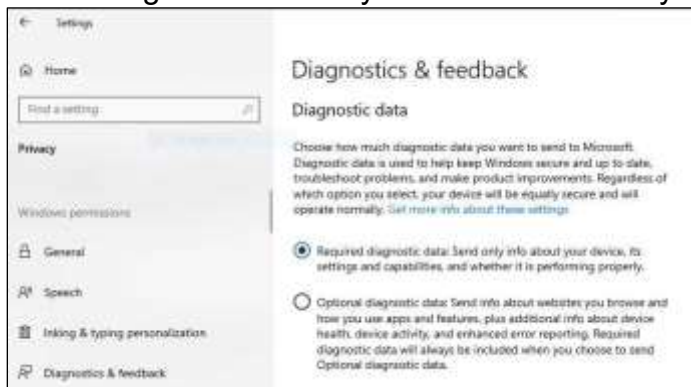 Settings
Home
Find a setting
Privacy
Windows permissions
General
Speech
Inking & typing personalization
Diagnostics & feedback
Diagnostics & feedback
Diagnostic data
Choose how much diagnostic data you want to send to Microsoft.
Diagnostic data is used to help keep Windows secure and up to date,
troubleshoot problems, and make product improvements. Regardless of
which option you select, your device will be equally secure and will
operate normally. Get more info about these settings
Required diagnostic data: Send only info about your device, its
settings and capabilities, and whether it is performing properly.
Optional diagnostic data: Send info about websites you browse and
how you use apps and features, plus additional info about device
health, device activity, and enhanced error reporting. Required
diagnostic data will always be included when you choose to send
Optional diagnostic data.